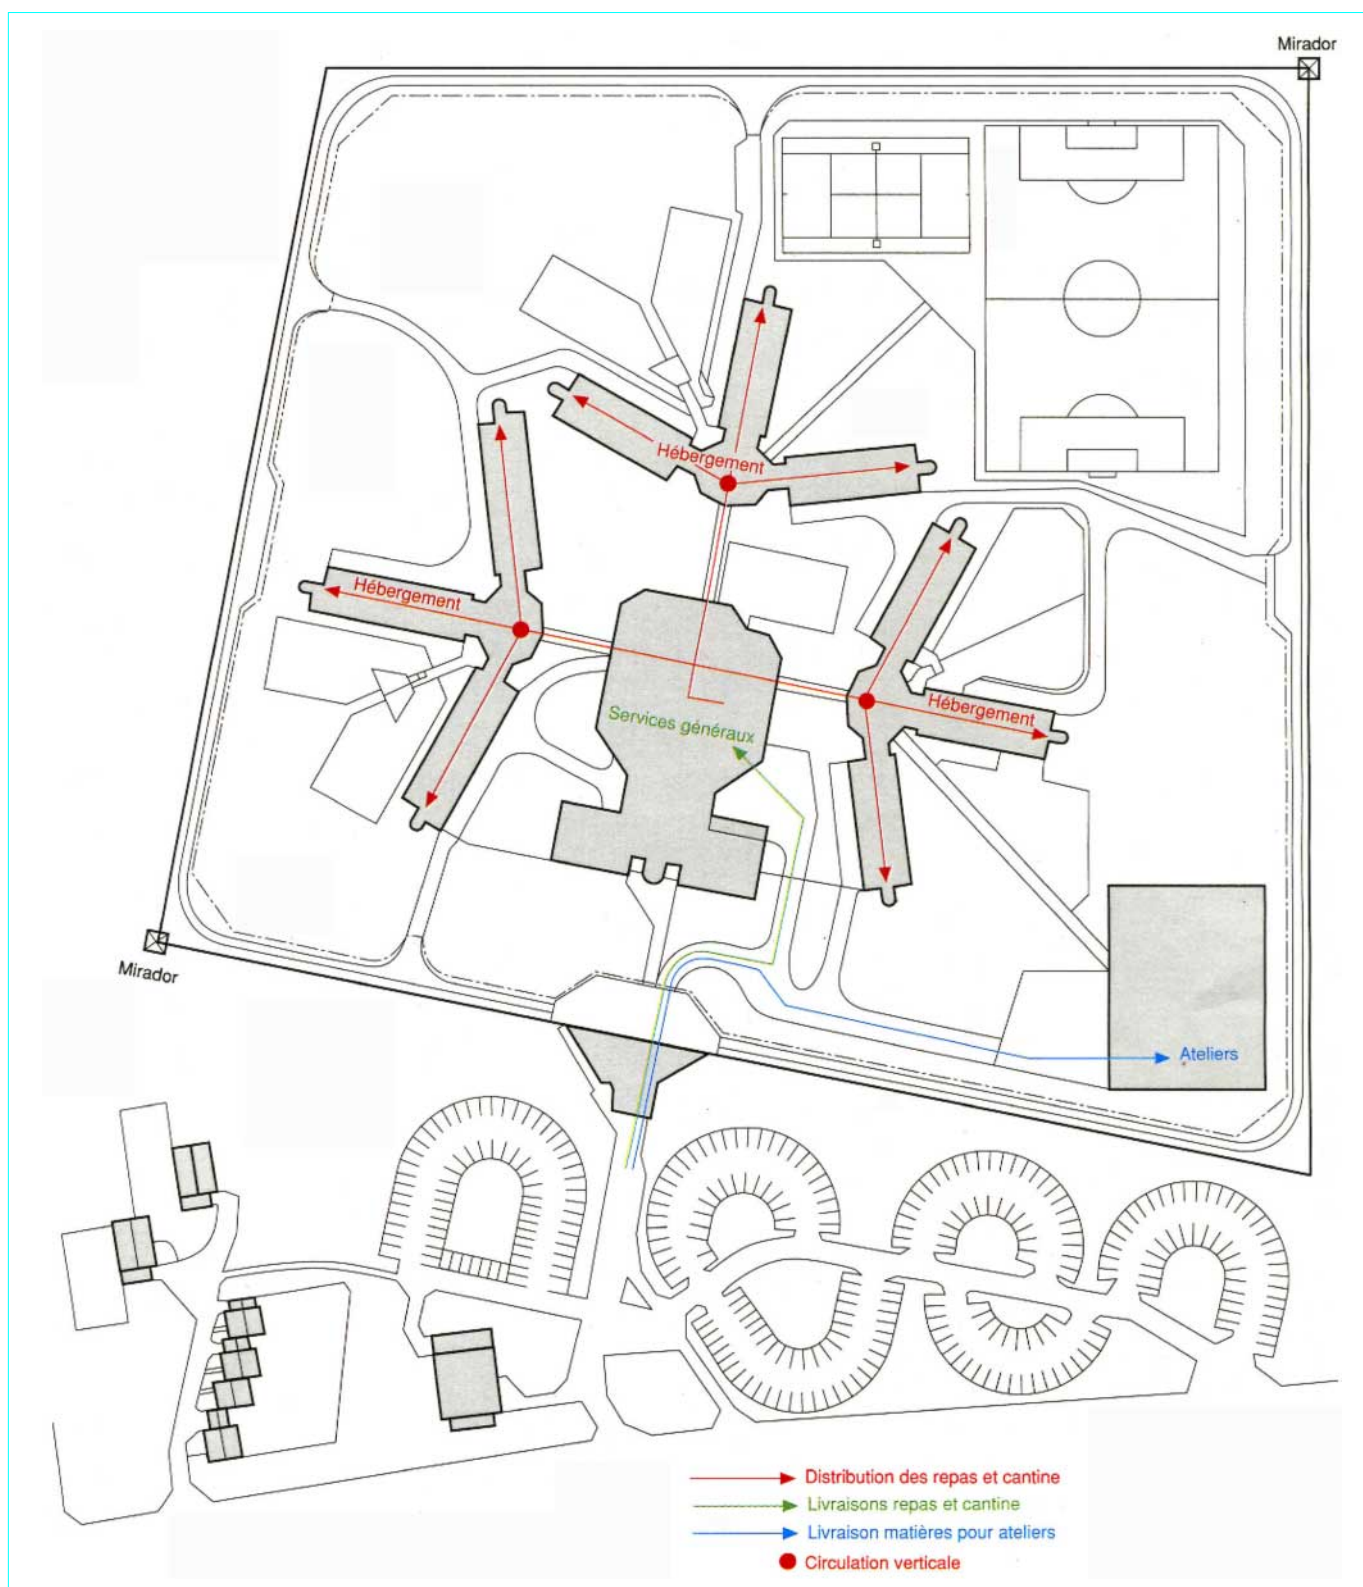 Mirador
Hébergement
Hébergement
Hébergement
Services généraux
Mirador
Ateliers
Distribution des repas et cantine
Livraisons repas et cantine
Livraison matières pour ateliers
Circulation verticale